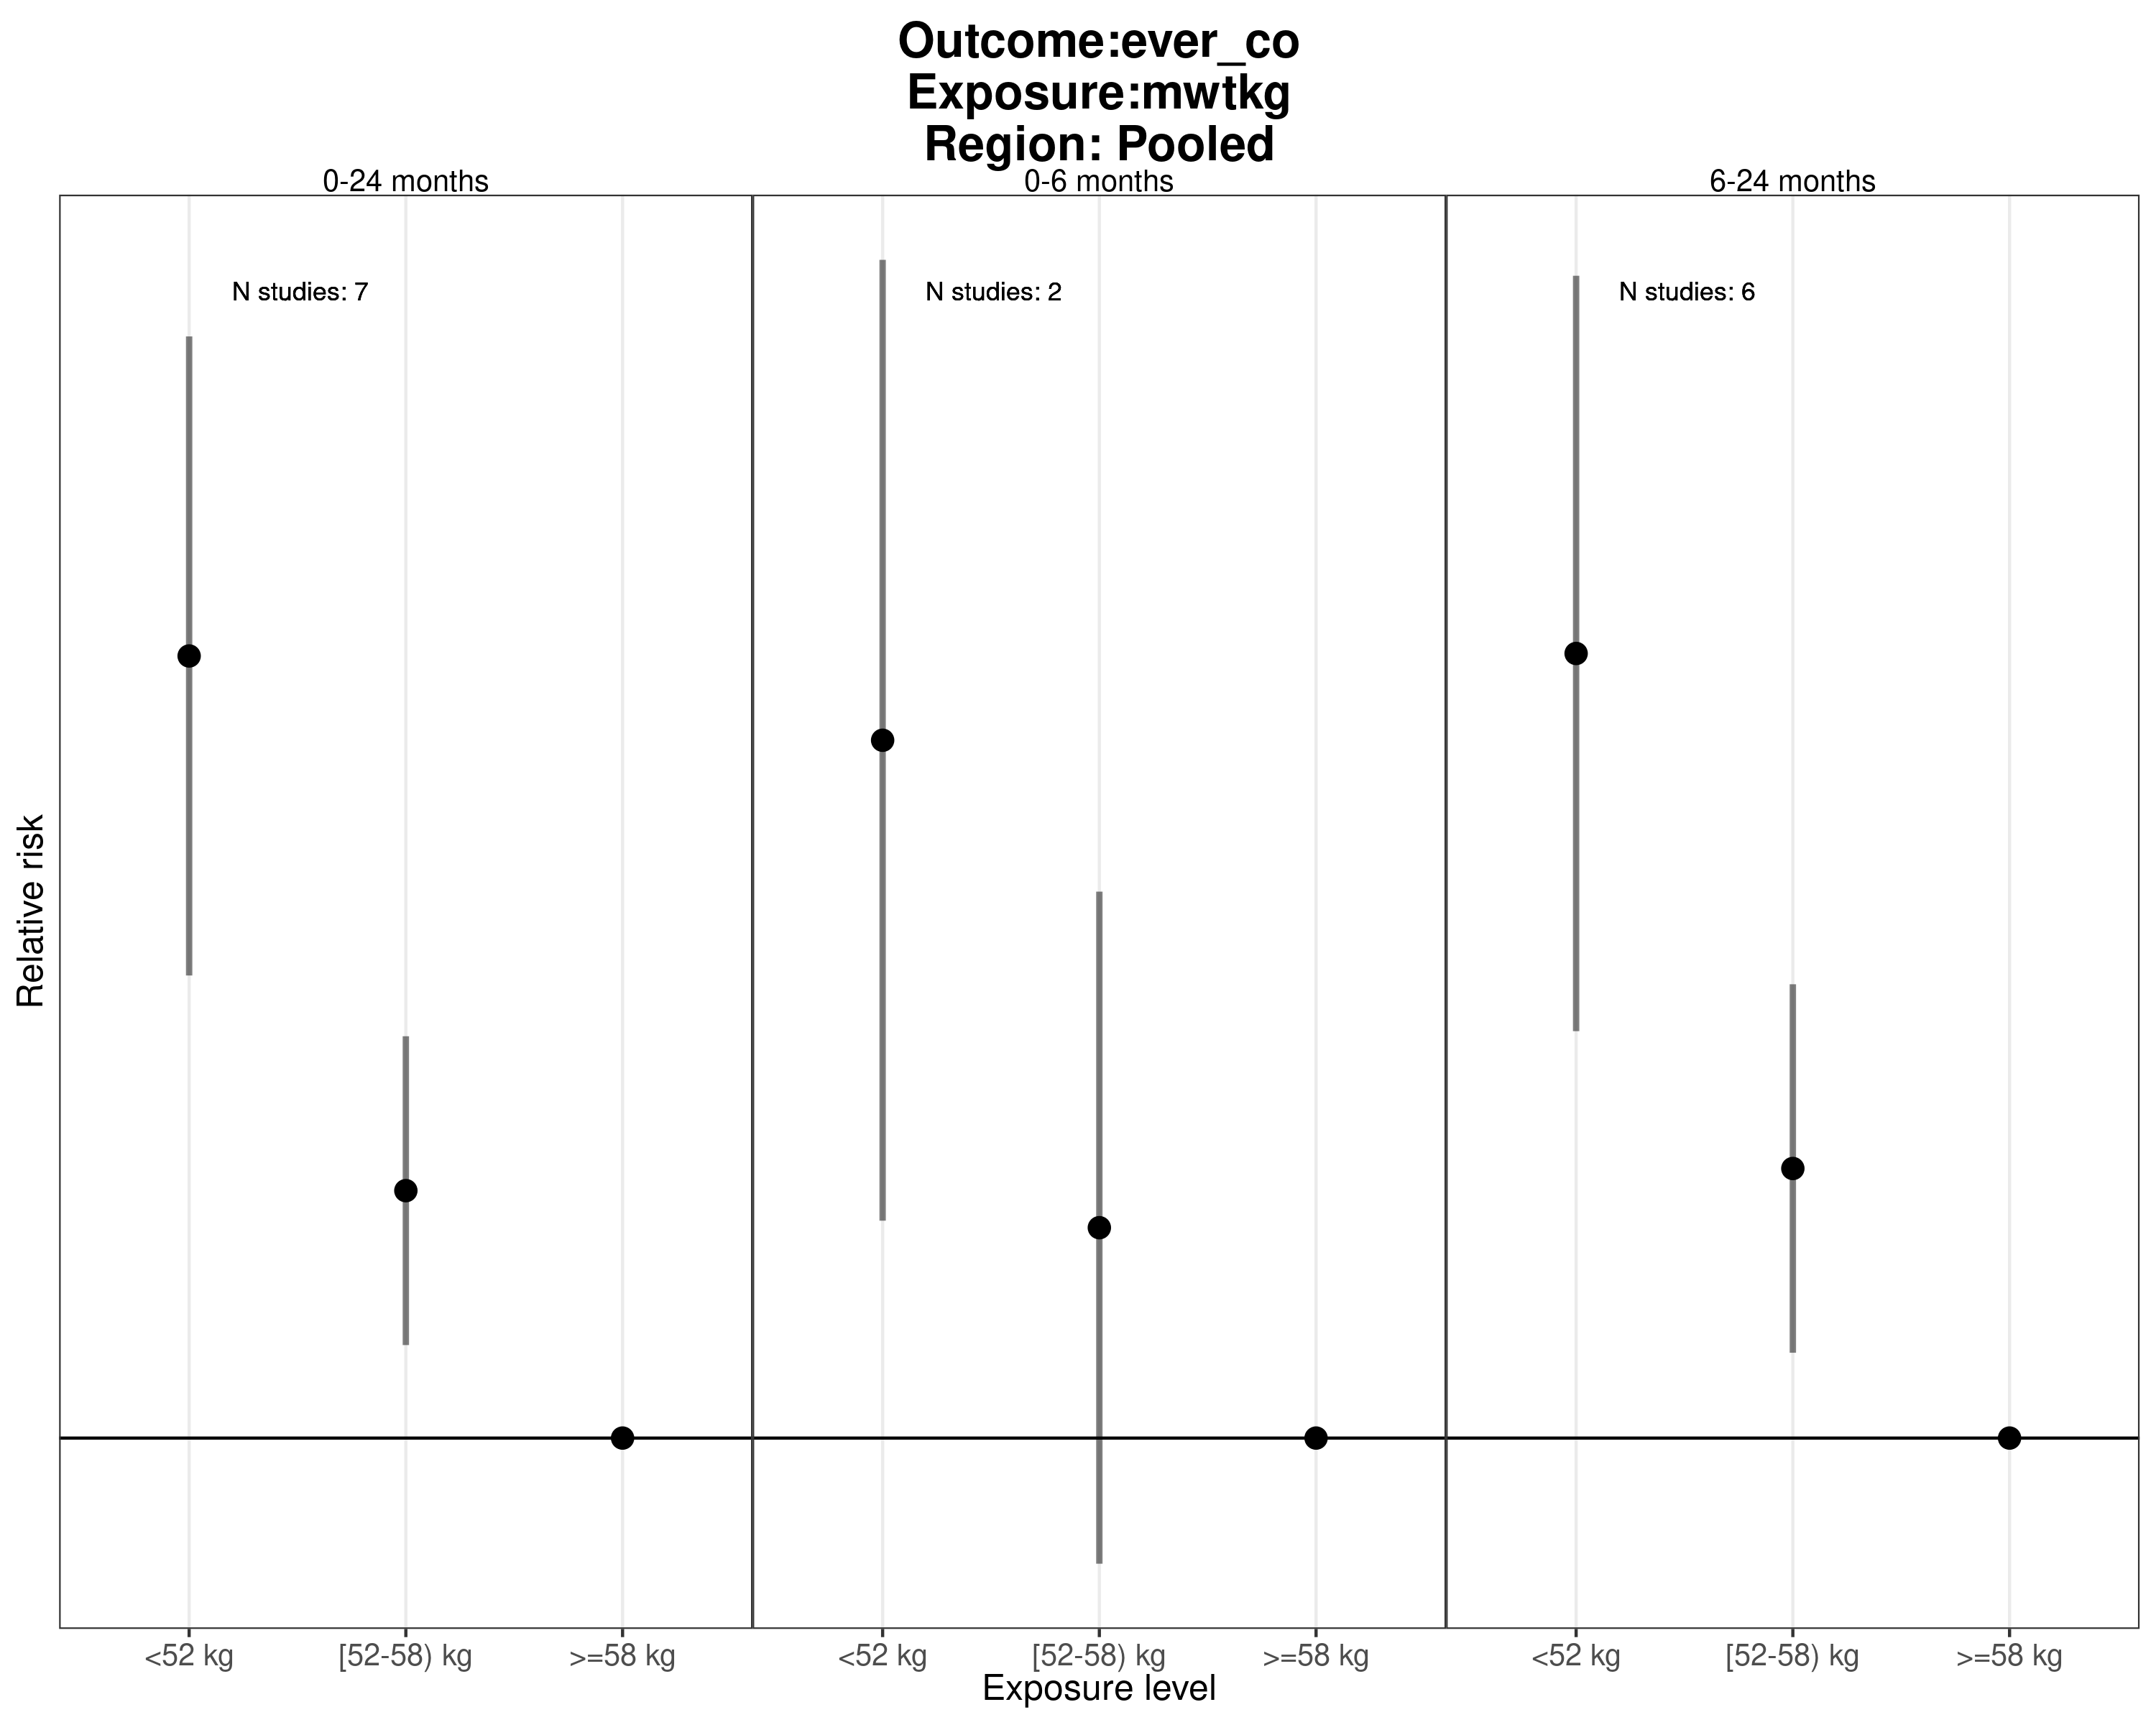 Outcome:ever_co
Exposure:mwtkg
Region: Pooled
0-24 months
0-6 months
6-24 months
N studies: 7
N studies: 2
N studies: 6
Relative risk
<52 kg
[52-58) kg
>=58 kg
<52 kg
[52-58) kg
>=58 kg
<52 kg
[52-58) kg
>=58 kg
Exposure level